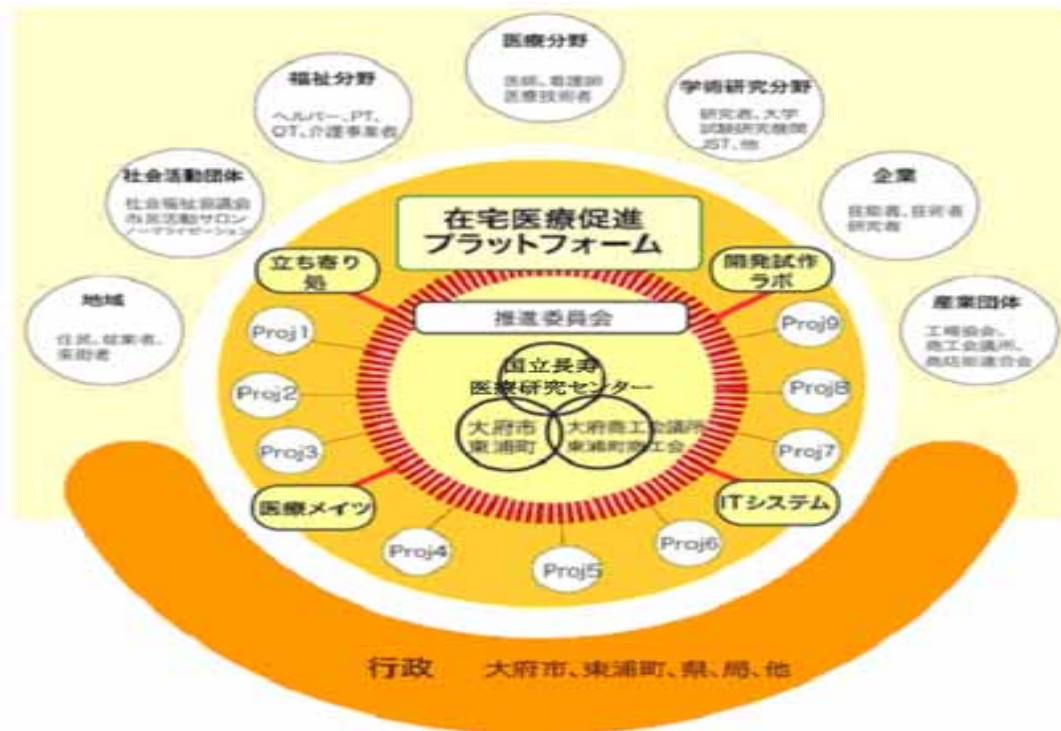 医療分野
医師、看護師
医療技術者
福祉分野
ヘルパー、PT、
OT、介護事業者
学術研究分野
研究者、大学
試験研究機関
JST、他
社会活動団体
社会福祉協議会
市民活動サロン
ノーマライゼーション
企業
技能者、技術者
研究者
地域
住民、就業者、
来街者
産業団体
工場協会、
商工会議所、
商店街連合会
在宅医療促進
プラットフォーム
立ち寄り
処
開発試作
ラボ
推進委員会
Proj1
Proj9
国立長寿
医療研究センター
Proj2
Proj8
大府市
東浦町
大府商工会議所
東浦町商工会
Proj3
Proj7
医療メイツ
ITシステム
Proj4
Proj5
Proj6
行政 大府市、東浦町、県、局、他